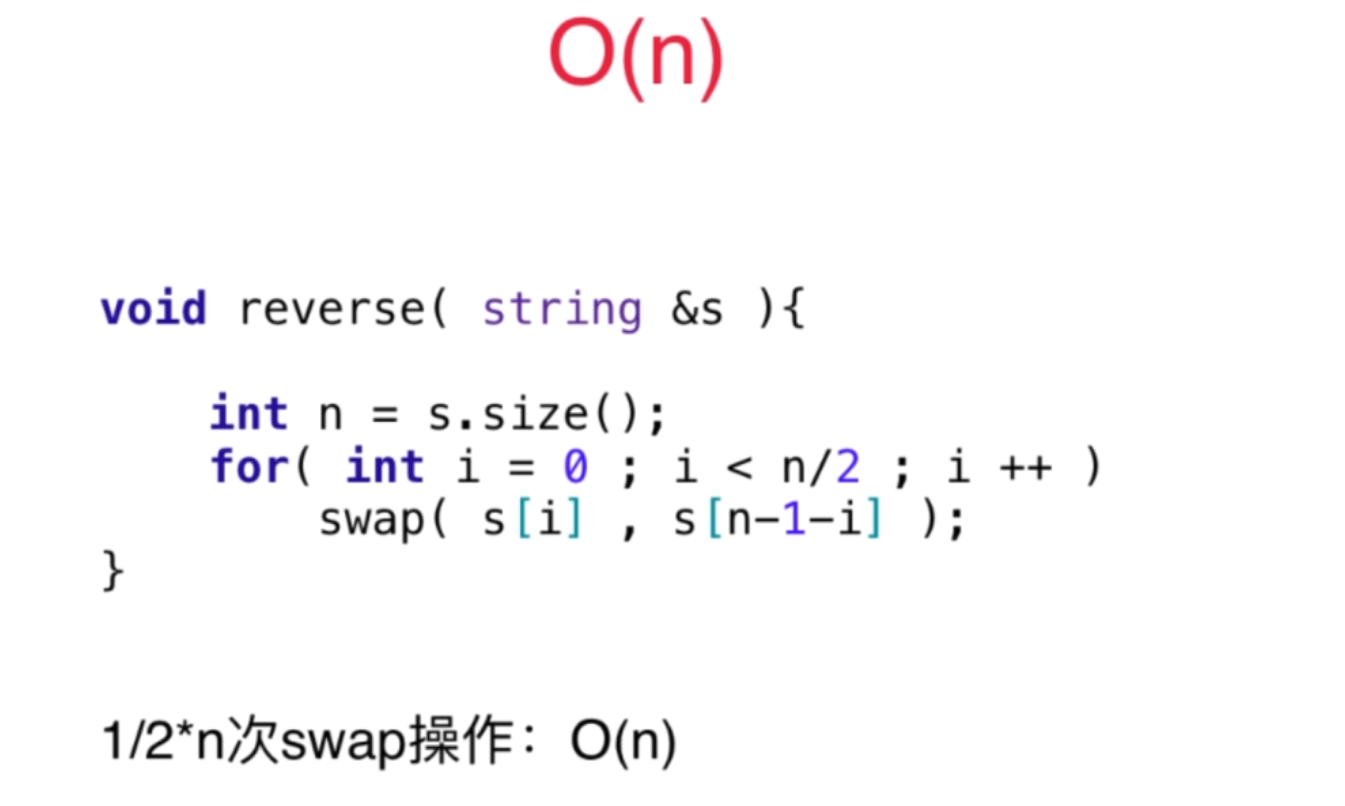 O(n)
void reverse( string &s ){
int n = s.size();
for( int i = 0 ; i < n/2 ; i ++ )
swap( s[i] , s[n-1-i] );
}
1/2*n次swap操作：O(n)